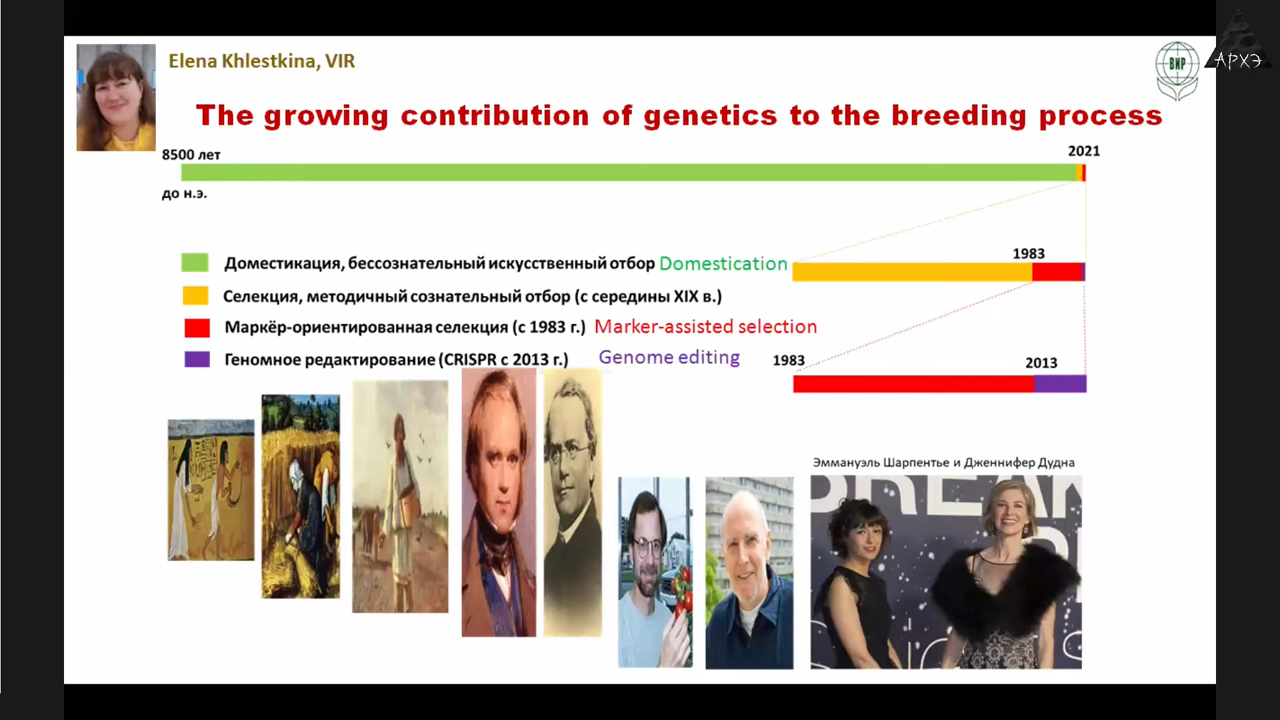 Elena Khlestkina, VIR
ВИР
АРХЭ
The growing contribution of genetics to the breeding process
8500 лет
до н.э.
2021
1983
Доместикация, бессознательный искусственный отбор Domestication
Селекция, методичный сознательный отбор (с середины XIX в.)
Маркёр-ориентированная селекция (с 1983 г.) Marker-assisted selection
Геномное редактирование (CRISPR с 2013 г.) Genome editing
1983
2013
Эммануэль Шарпентье и Дженнифер Дудна
BREAK